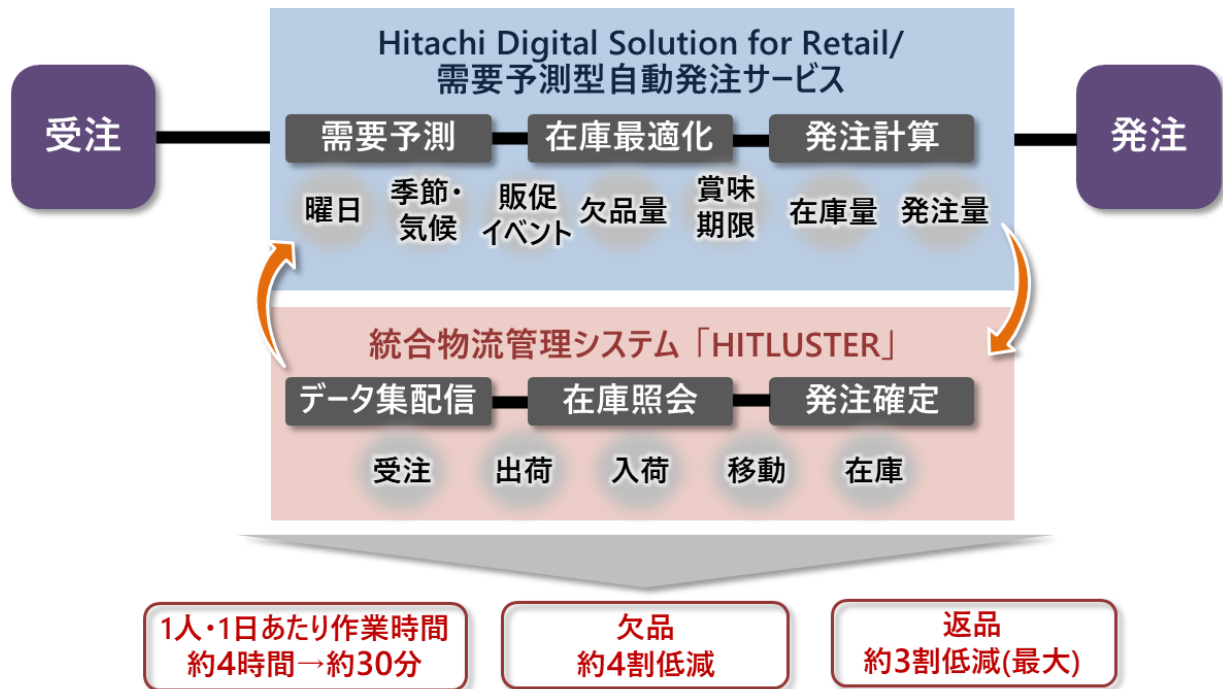 Hitachi Digital Solution for Retail/
需要予測型自動発注サービス
受注
発注
需要予測
在庫最適化
発注計算
曜日
季節・
気候
販促
イベント
欠品量
賞味
期限
在庫量
発注量
統合物流管理システム「HITLUSTER」
データ集配信
在庫照会
発注確定
受注
出荷
入荷
移動
在庫
1人・1日あたり作業時間
約4時間→約30分
欠品
約4割低減
返品
約3割低減(最大)